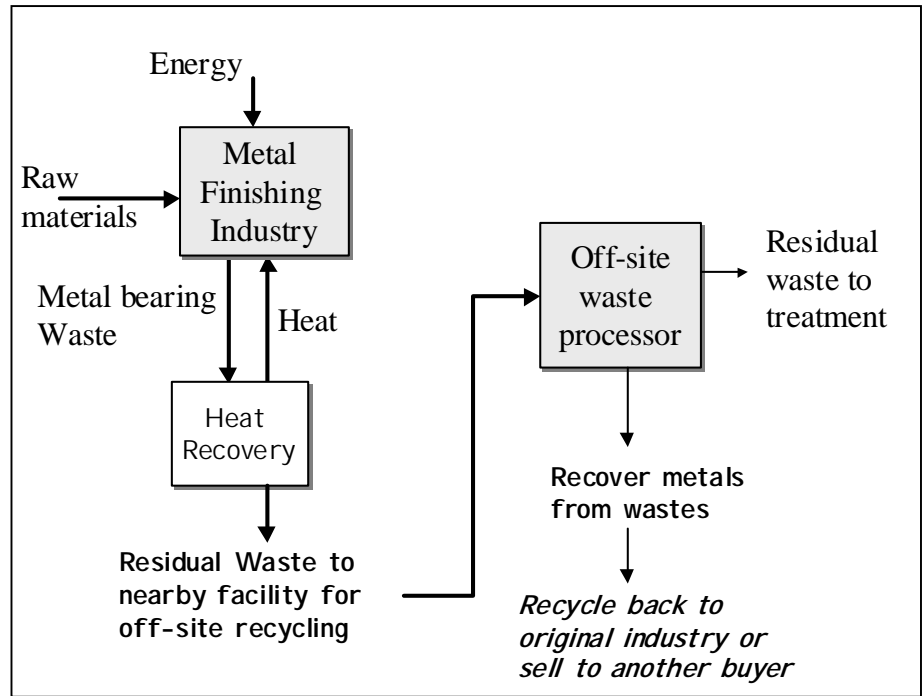 Energy
Metal
Finishing
Industry
Raw
materials
Metal bearing
Waste
Heat
Heat
Recovery
Residual Waste to
nearby facility for
off-site recycling
Off-site
waste
processor
Residual
waste to
treatment
Recover metals
from wastes
Recycle back to
original industry or
sell to another buyer